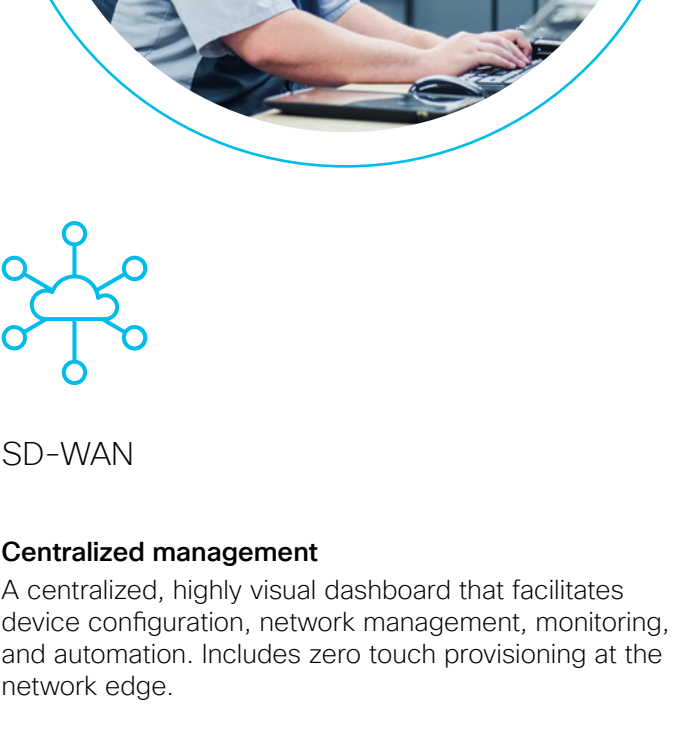 SD-WAN
Centralized management
A centralized, highly visual dashboard that facilitates
device configuration, network management, monitoring,
and automation. Includes zero touch provisioning at the
network edge.